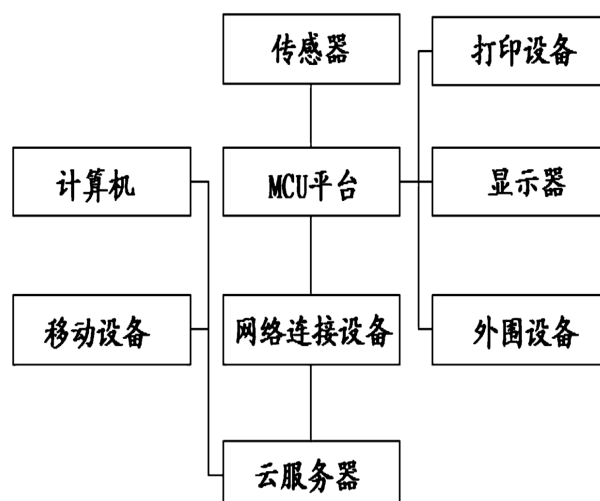 传感器
打印设备
计算机
MCU平台
显示器
移动设备
网络连接设备
外围设备
云服务器